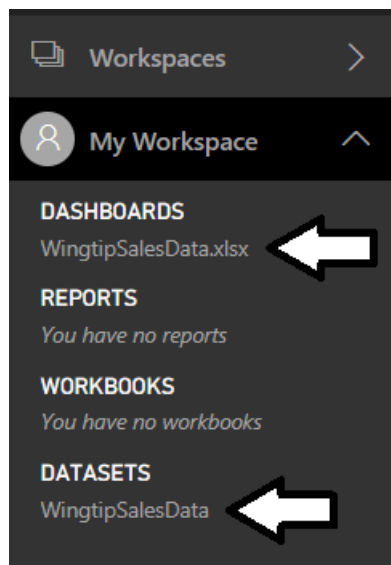 Workspaces
My Workspace
DASHBOARDS
WingtipSalesData.xlsx
REPORTS
You have no reports
WORKBOOKS
You have no workbooks
DATASETS
WingtipSalesData